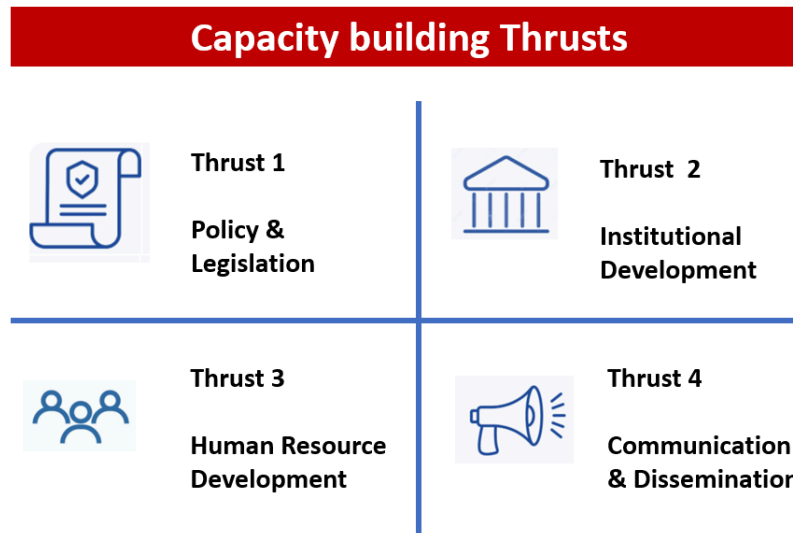 Capacity building Thrusts
Thrust 1
Policy &
Legislation
Thrust 2
Institutional
Development
Thrust 3
Human Resource
Development
Thrust 4
Communication
& Dissemination